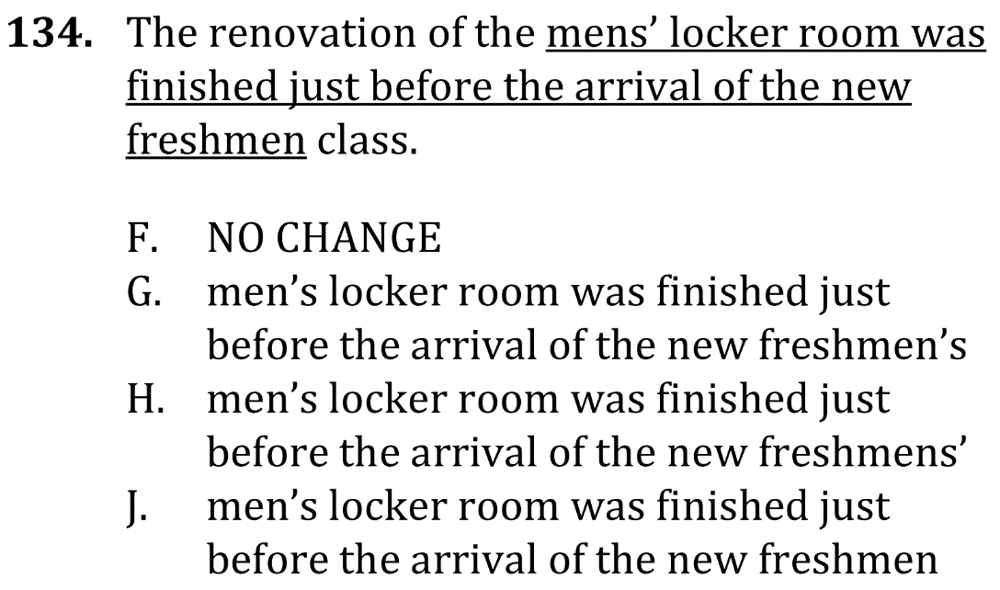 134. The renovation of the mens’ locker room was
finished just before the arrival of the new
freshmen class.
F. NO CHANGE
G. men’s locker room was finished just
before the arrival of the new freshmen’s
H. men’s locker room was finished just
before the arrival of the new freshmens’
J. men’s locker room was finished just
before the arrival of the new freshmen